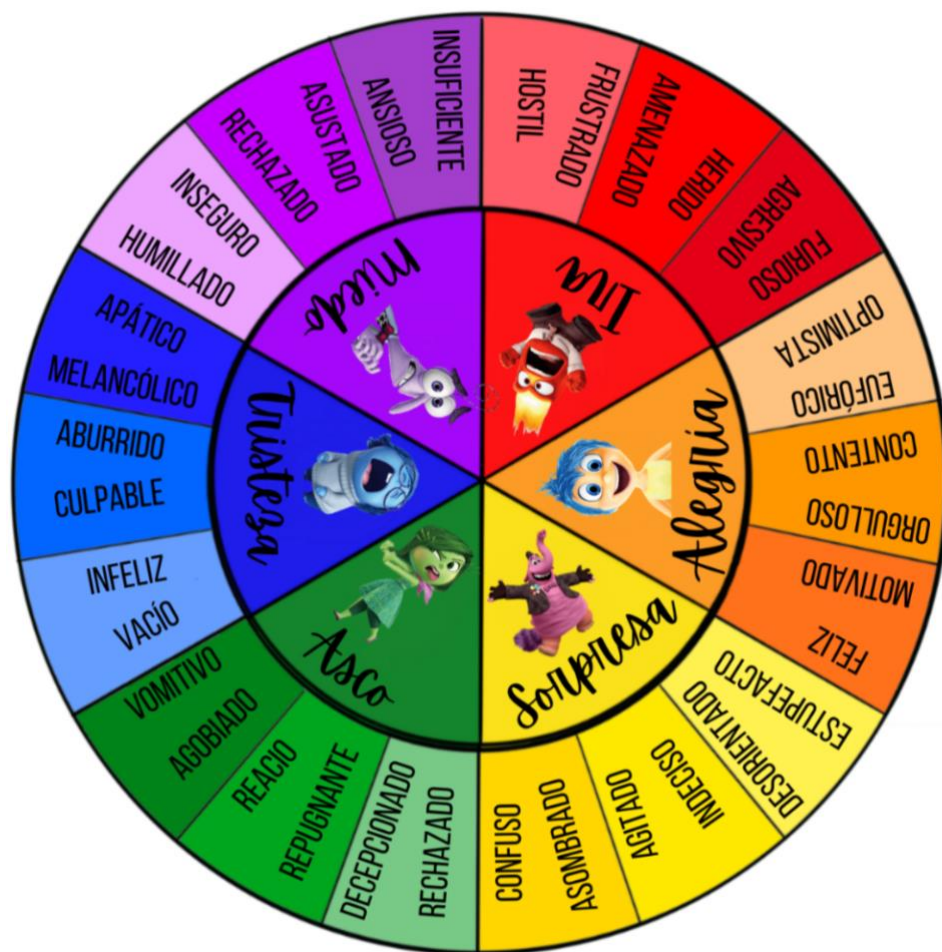 Miedo
INSUFICIENTE
ANSIOSO
ASUSTADO
RECHAZADO
INSEGURO
HUMILLADO
Ira
HOSTIL
FRUSTRADO
AMENAZADO
HERIDO
AGRESIVO
FURIOSO
Alegría
OPTIMISTA
EUFÓRICO
CONTENTO
ORGULLOSO
MOTIVADO
FELIZ
Sorpresa
ESTUPEFACTO
DESORIENTADO
INDECISO
AGITADO
ASOMBRADO
CONFUSO
Asco
RECHAZADO
DECEPCIONADO
REPUGNANTE
REACIO
AGOBIADO
VOMITIVO
Tristeza
VACÍO
INFELIZ
CULPABLE
ABURRIDO
MELANCÓLICO
APÁTICO